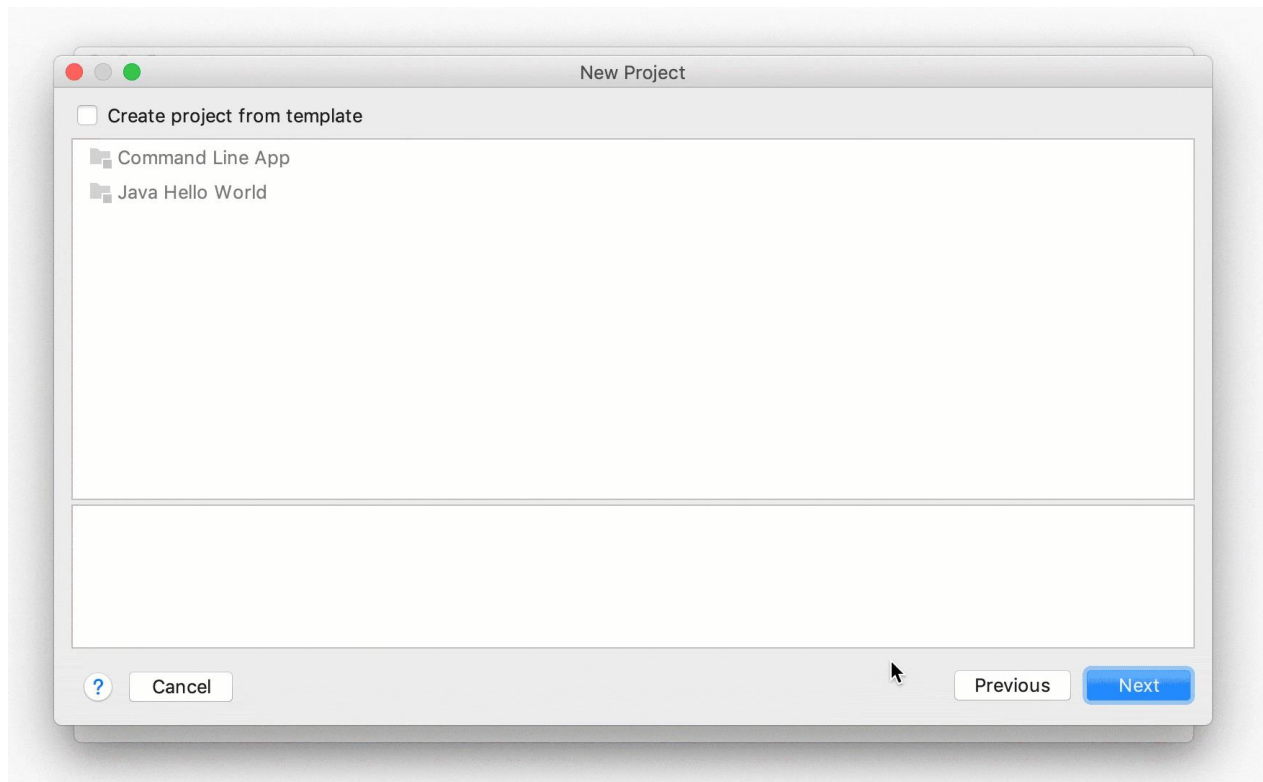 New Project
Create project from template
Command Line App
Java Hello World
? Cancel Previous Next